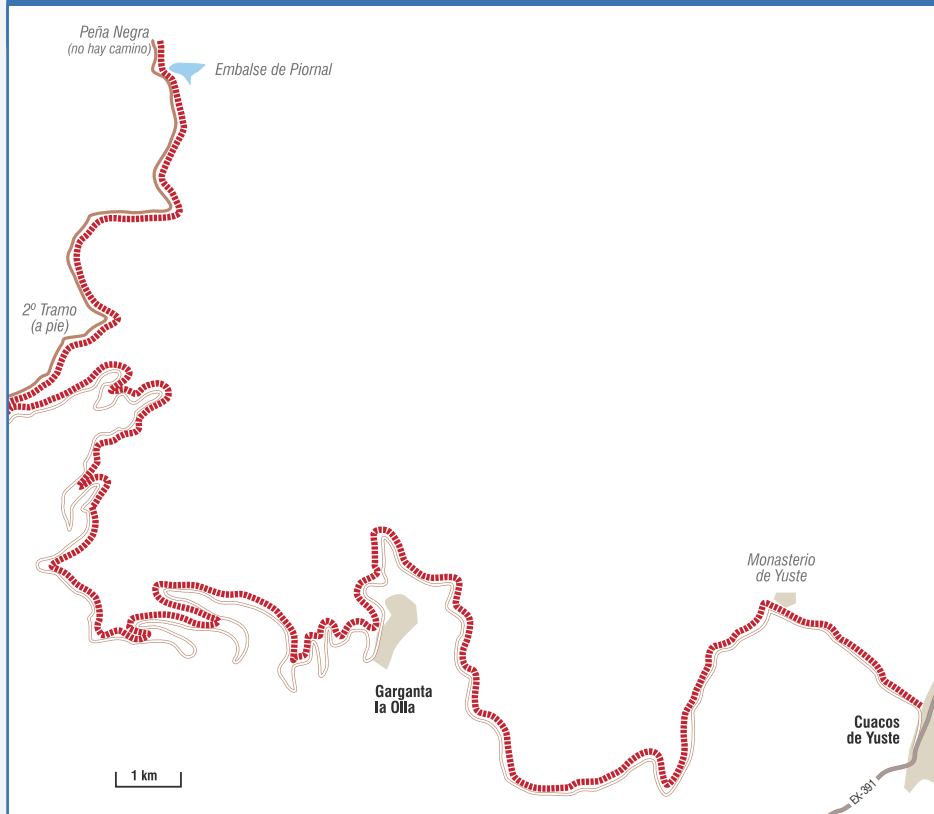 Peña Negra
(no hay camino)
Embalse de Piornal
2º Tramo
(a pie)
Monasterio
de Yuste
Garganta
la Olla
Cuacos
de Yuste
1 km
EX-391